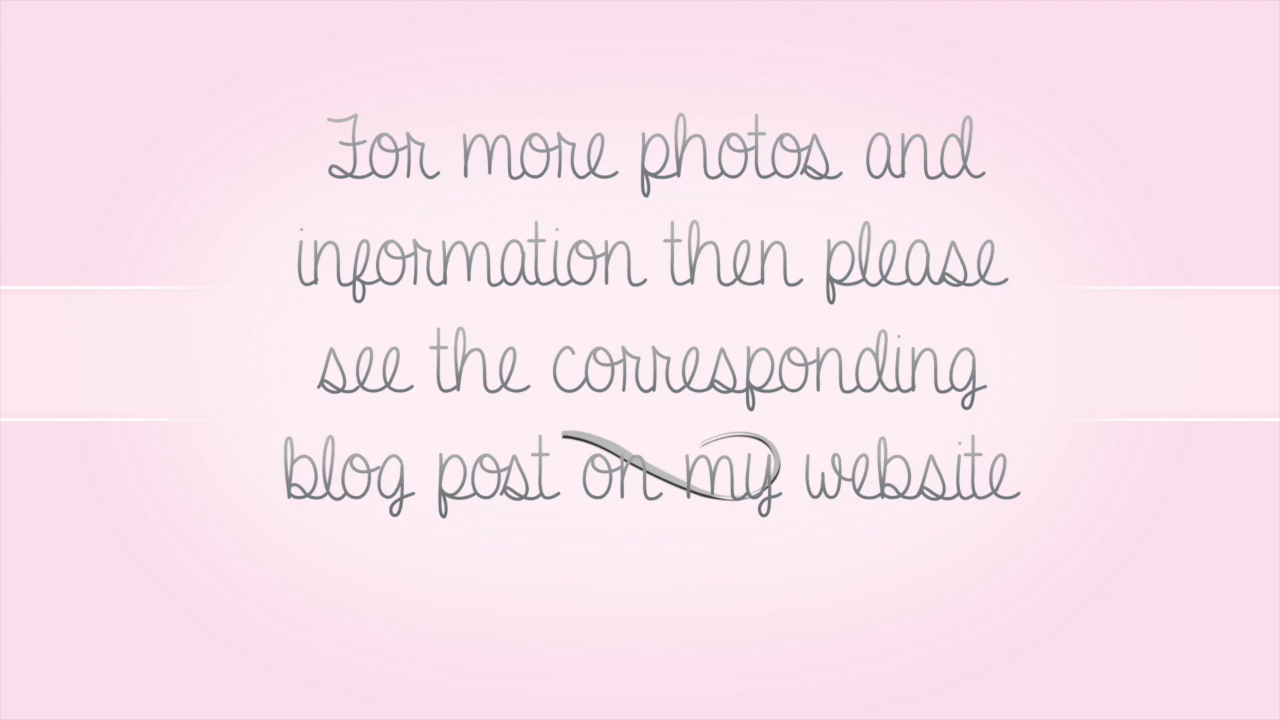 For more photos and
information then please
see the corresponding
blog post on my website